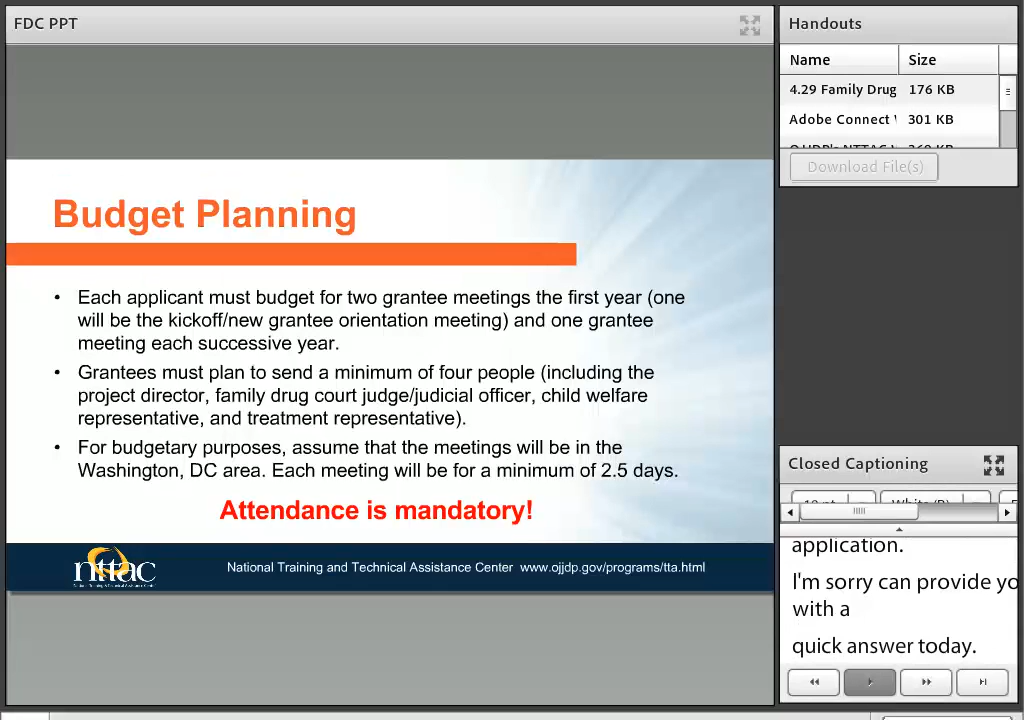 FDC PPT
Budget Planning
• Each applicant must budget for two grantee meetings the first year (one
will be the kickoff/new grantee orientation meeting) and one grantee
meeting each successive year.
• Grantees must plan to send a minimum of four people (including the
project director, family drug court judge/judicial officer, child welfare
representative, and treatment representative).
• For budgetary purposes, assume that the meetings will be in the
Washington, DC area. Each meeting will be for a minimum of 2.5 days.
Attendance is mandatory!
nttac
National Training and Technical Assistance Center www.ojjdp.gov/programs/tta.html
Handouts
Name Size
4.29 Family Drug 176 KB
Adobe Connect 301 KB
Download File(s)
Closed Captioning
application.
I'm sorry can provide yo
with a
quick answer today.